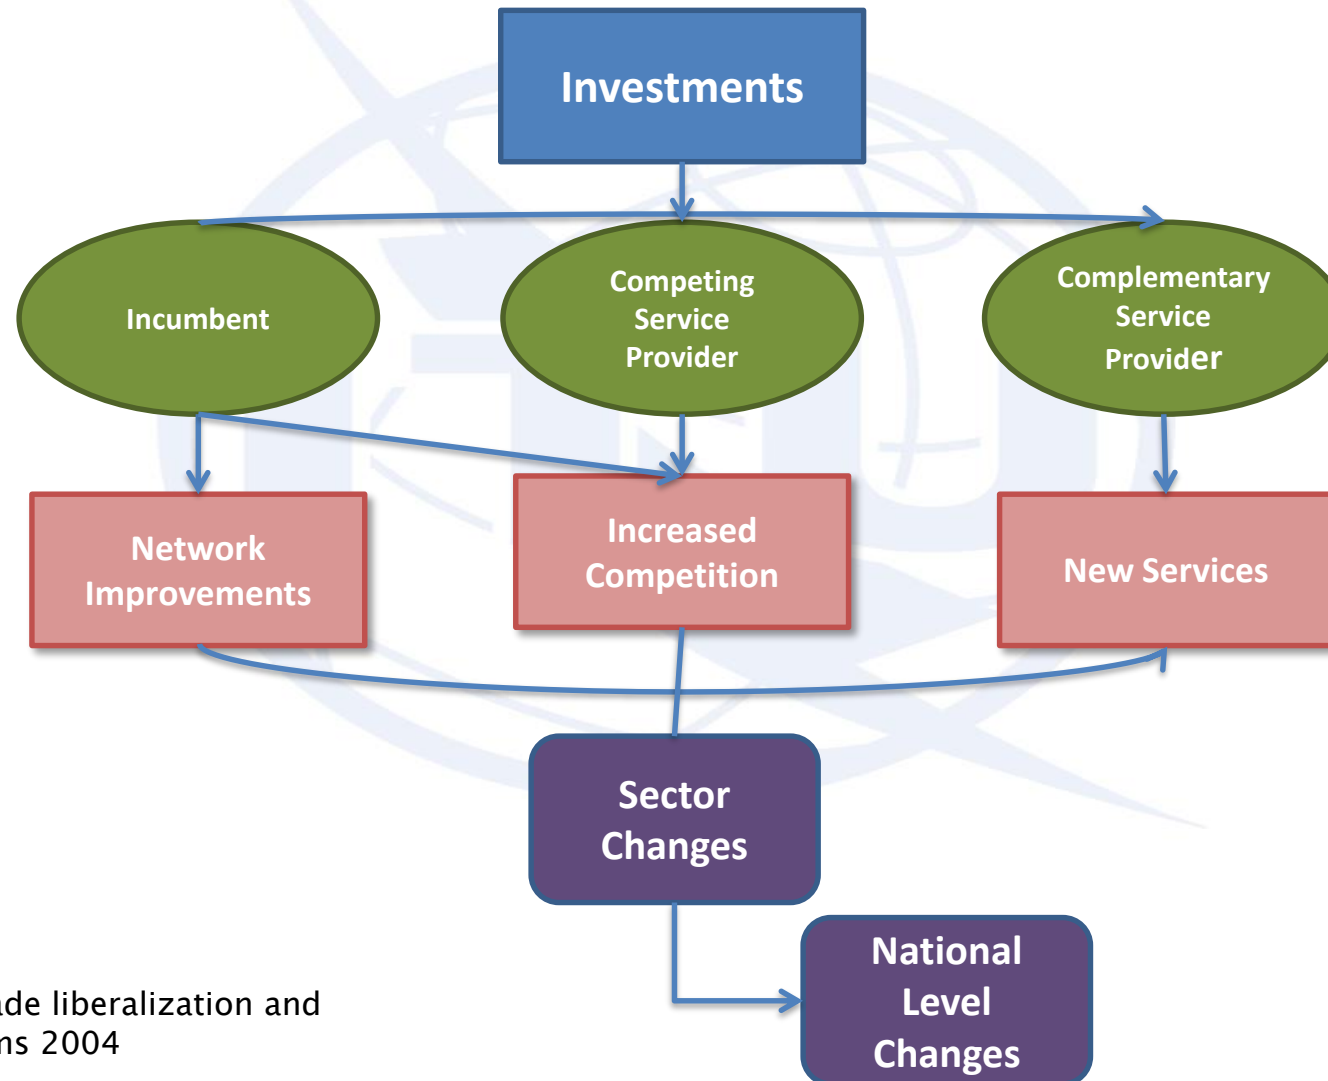 Investments
Incumbent
Competing
Service
Provider
Complementary
Service
Provider
Network
Improvements
Increased
Competition
New Services
Sector
Changes
National
Level
Changes
ade liberalization and
ms 2004